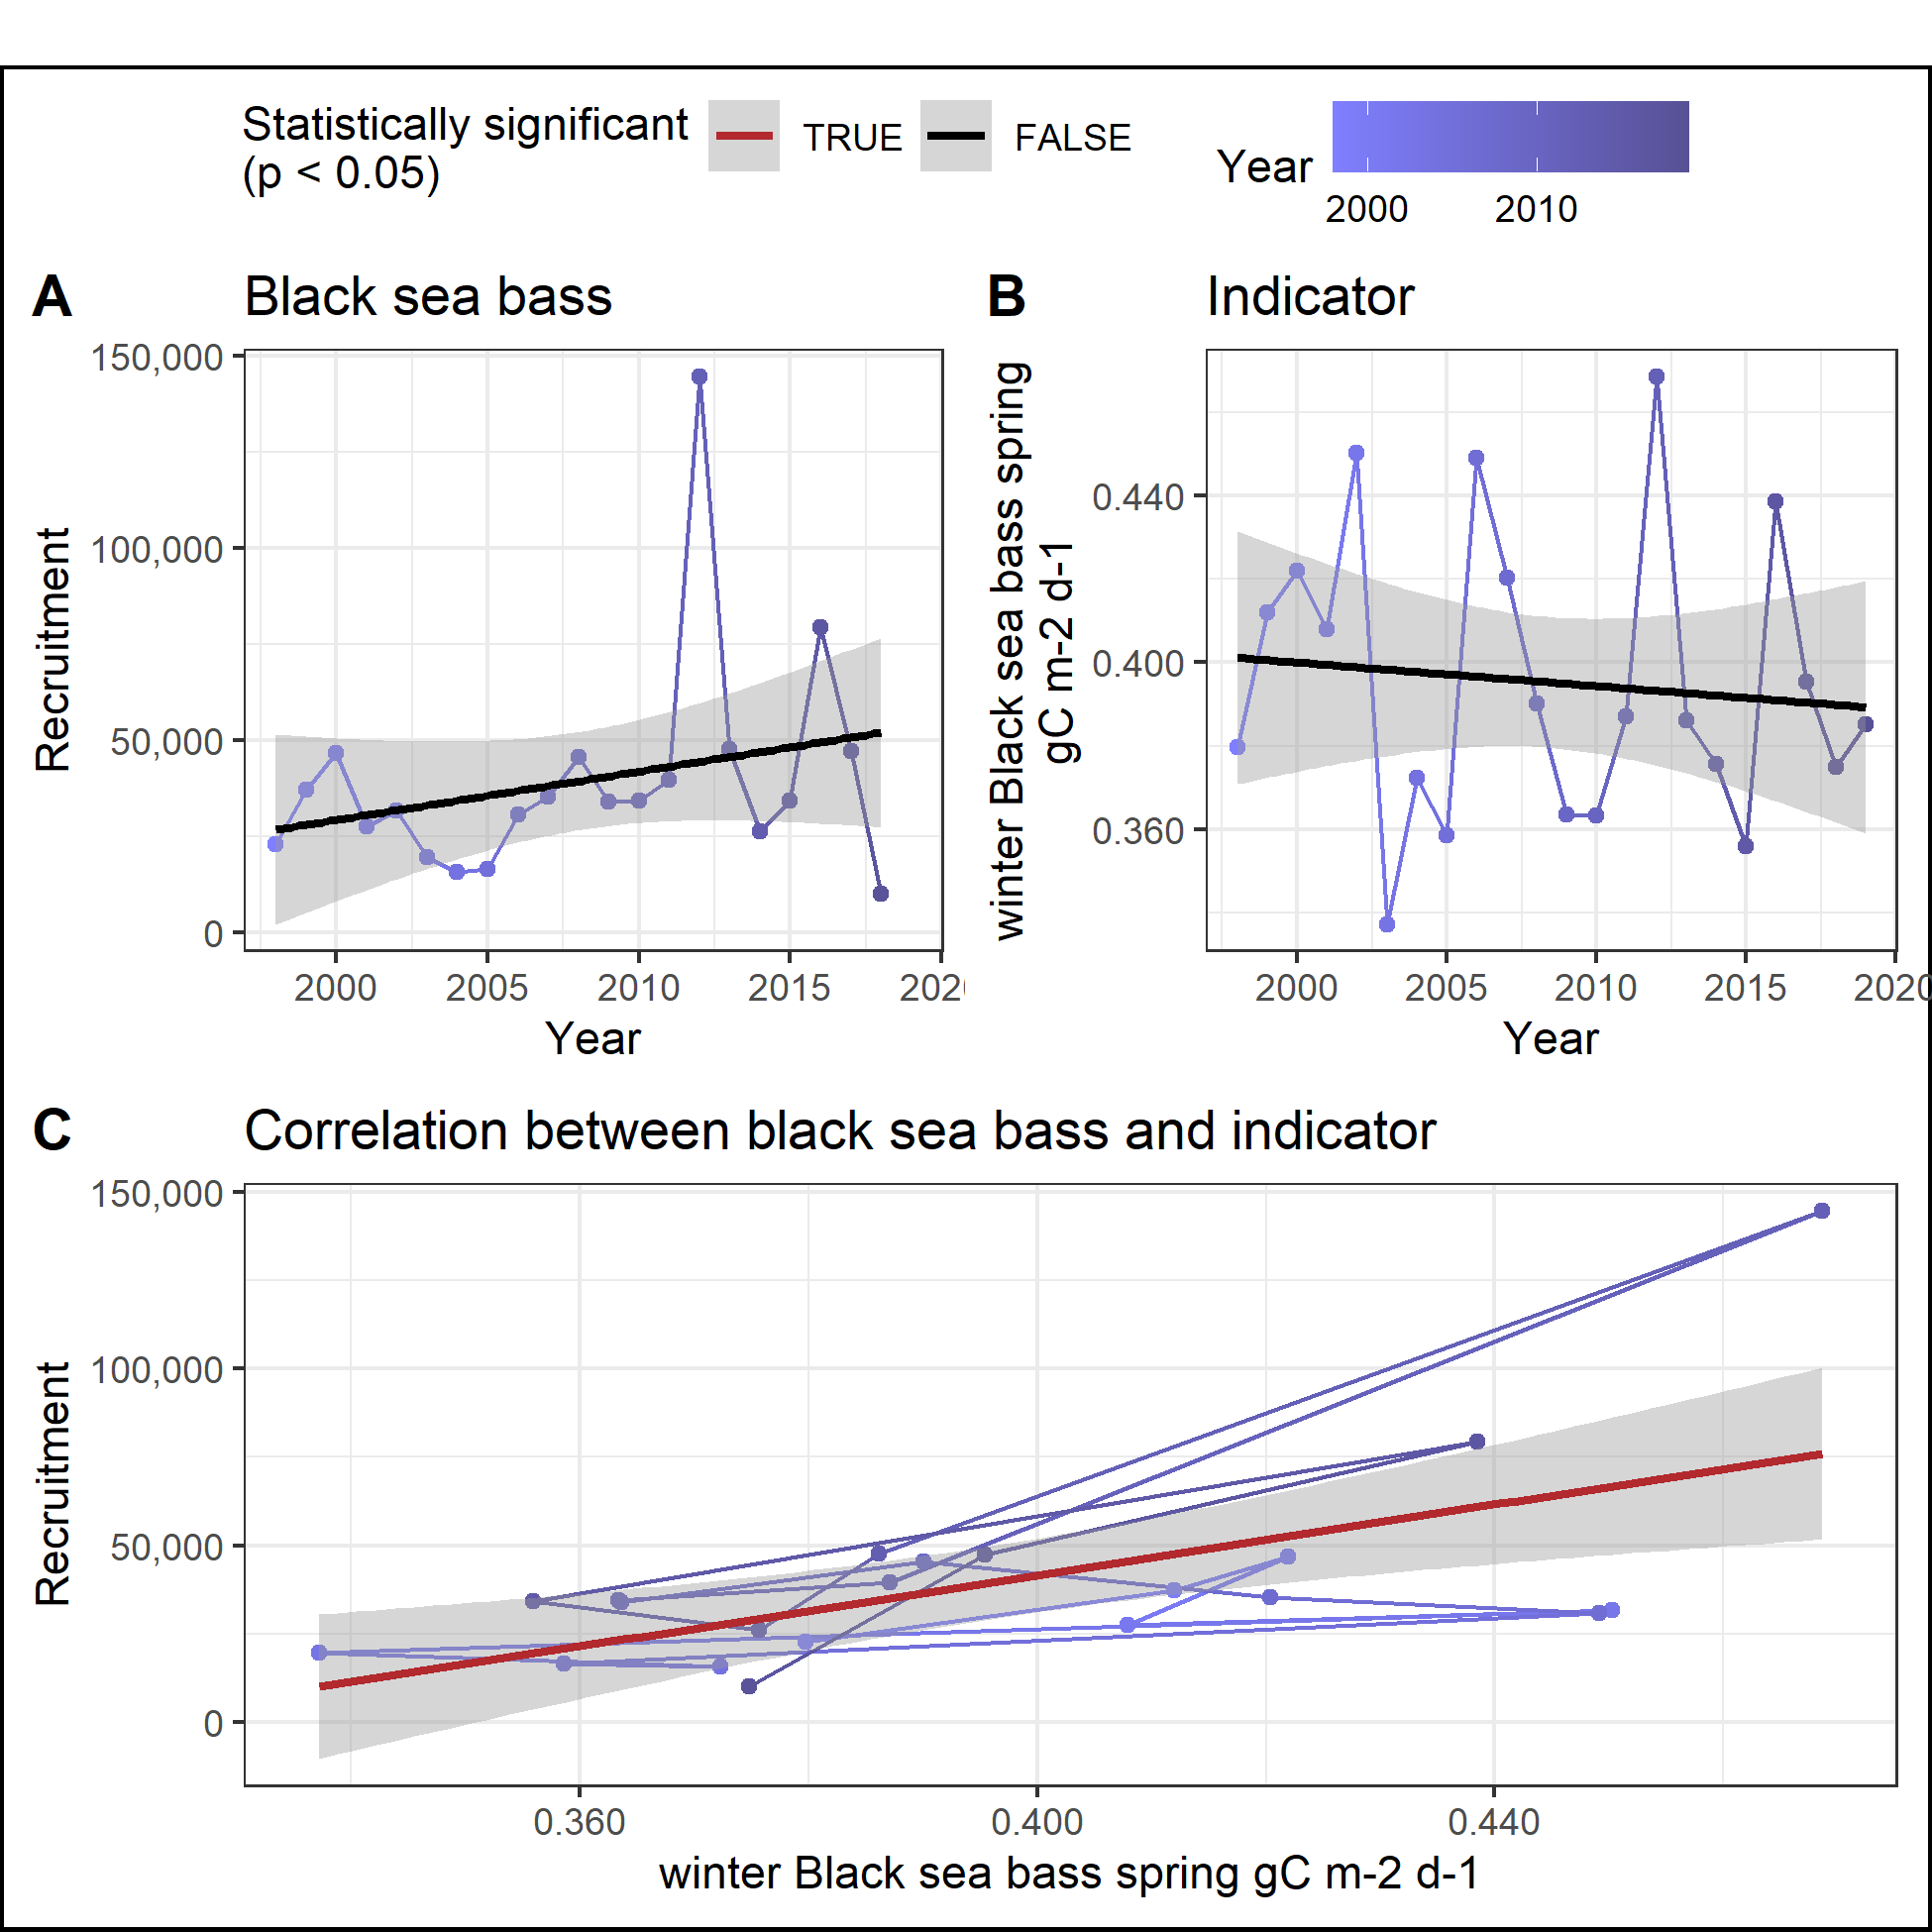 Statistically significant
(p < 0.05)
TRUE
FALSE
Year
2000
2010
A
Black sea bass
150,000
100,000
50,000
0
Recruitment
2000
2005
2010
2015
202
Year
B
Indicator
winter Black sea bass spring
gC m-2 d-1
0.440
0.400
0.360
2000
2005
2010
2015
2020
Year
C
Correlation between black sea bass and indicator
150,000
100,000
50,000
0
Recruitment
0.360
0.400
0.440
winter Black sea bass spring gC m-2 d-1